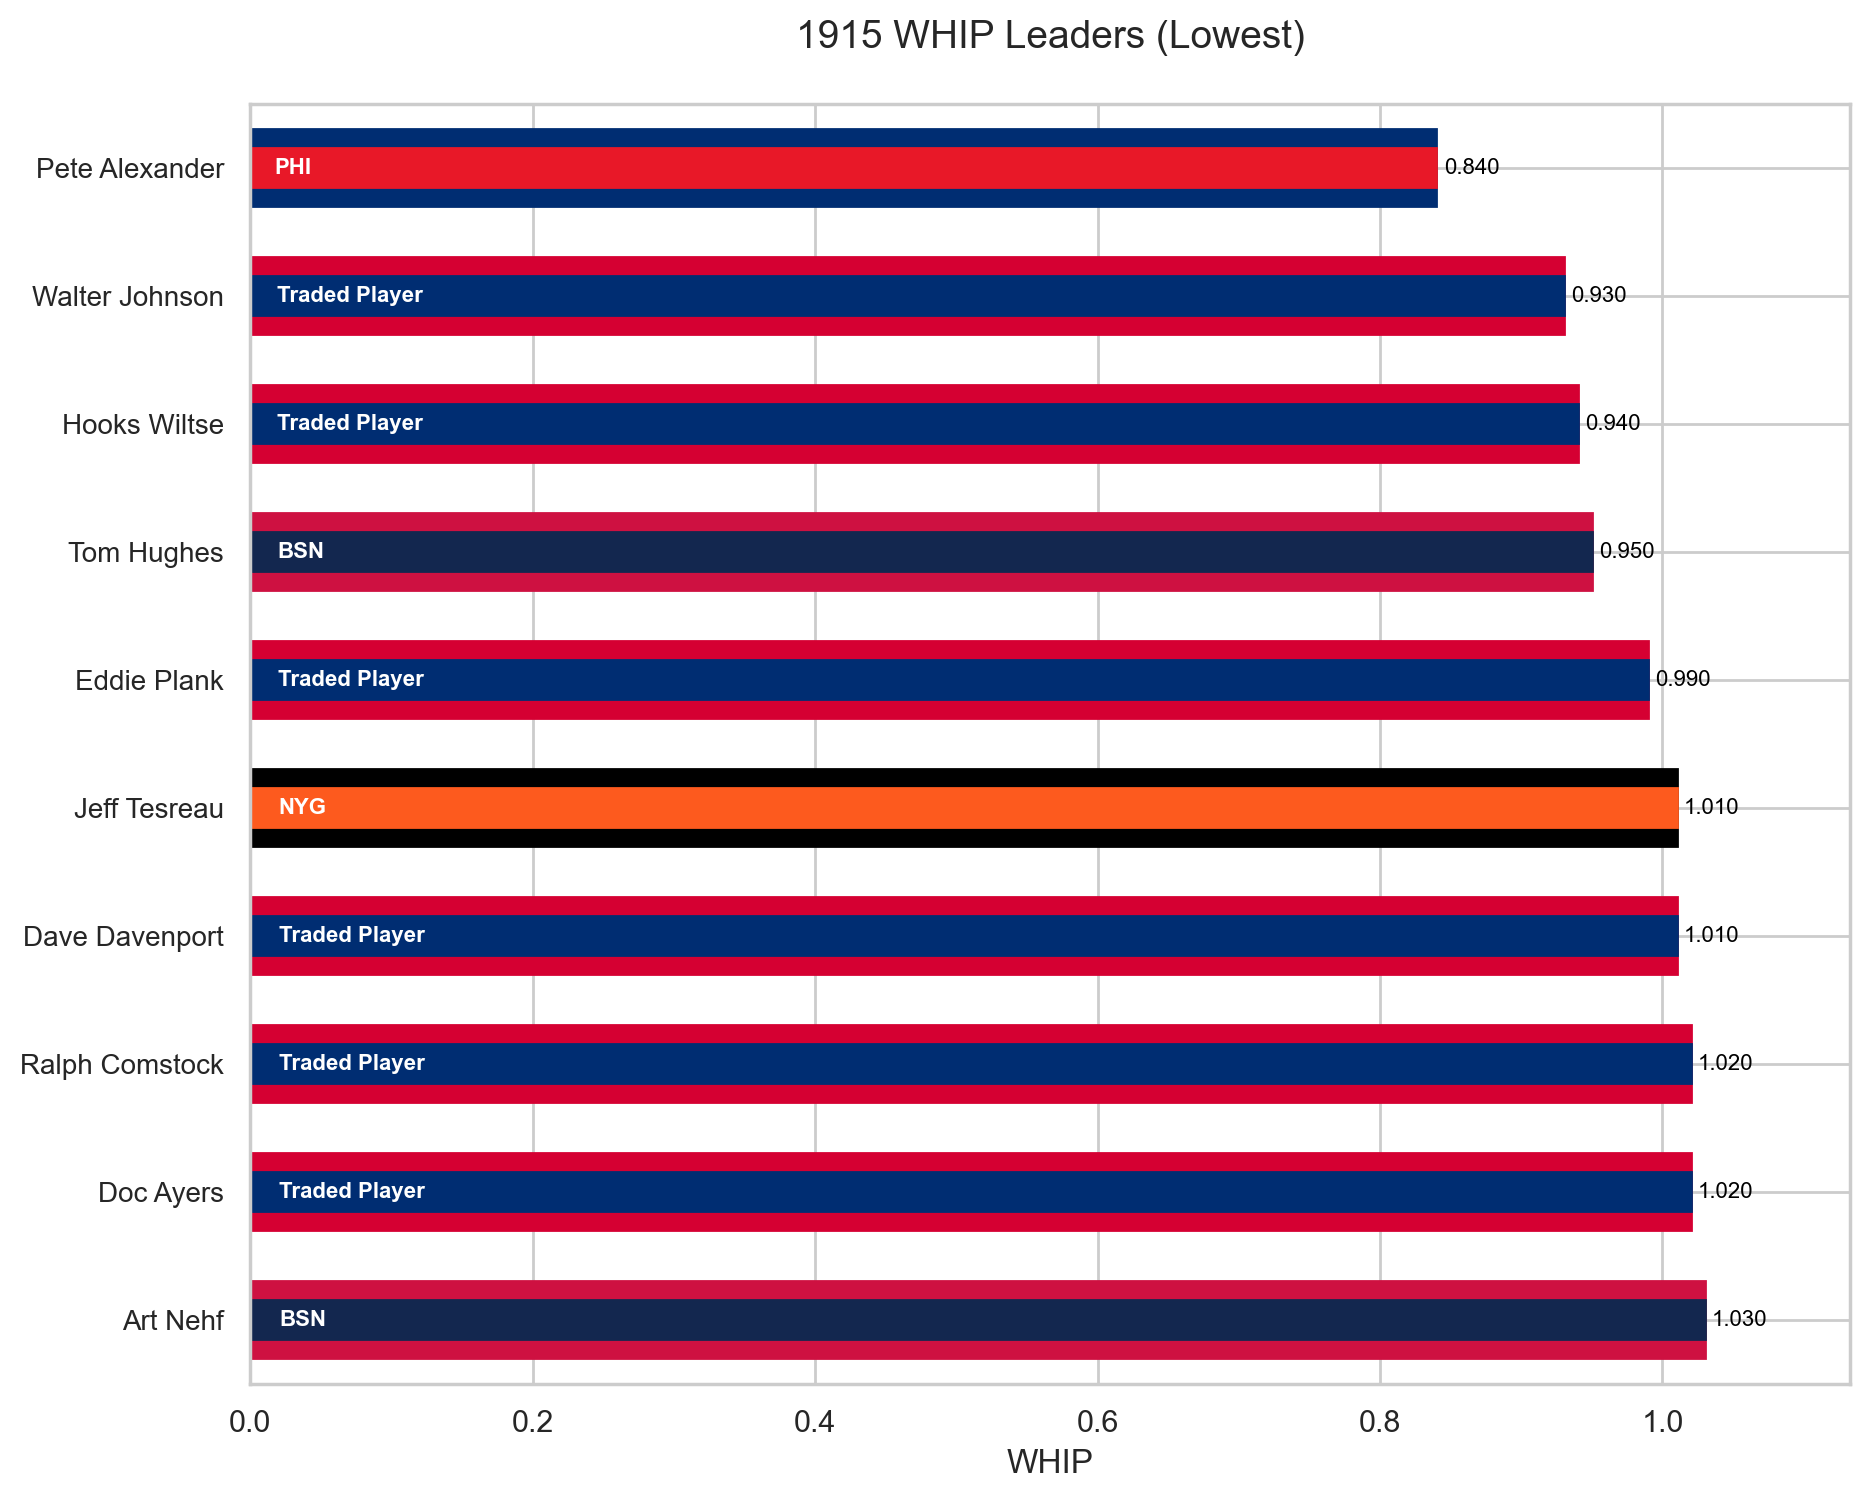 1915 WHIP Leaders (Lowest)
Pete Alexander PHI 0.840
Walter Johnson Traded Player 0.930
Hooks Wiltse Traded Player 0.940
Tom Hughes BSN 0.950
Eddie Plank Traded Player 0.990
Jeff Tesreau NYG 1.010
Dave Davenport Traded Player 1.010
Ralph Comstock Traded Player 1.020
Doc Ayers Traded Player 1.020
Art Nehf BSN 1.030
0.0 0.2 0.4 0.6 0.8 1.0
WHIP